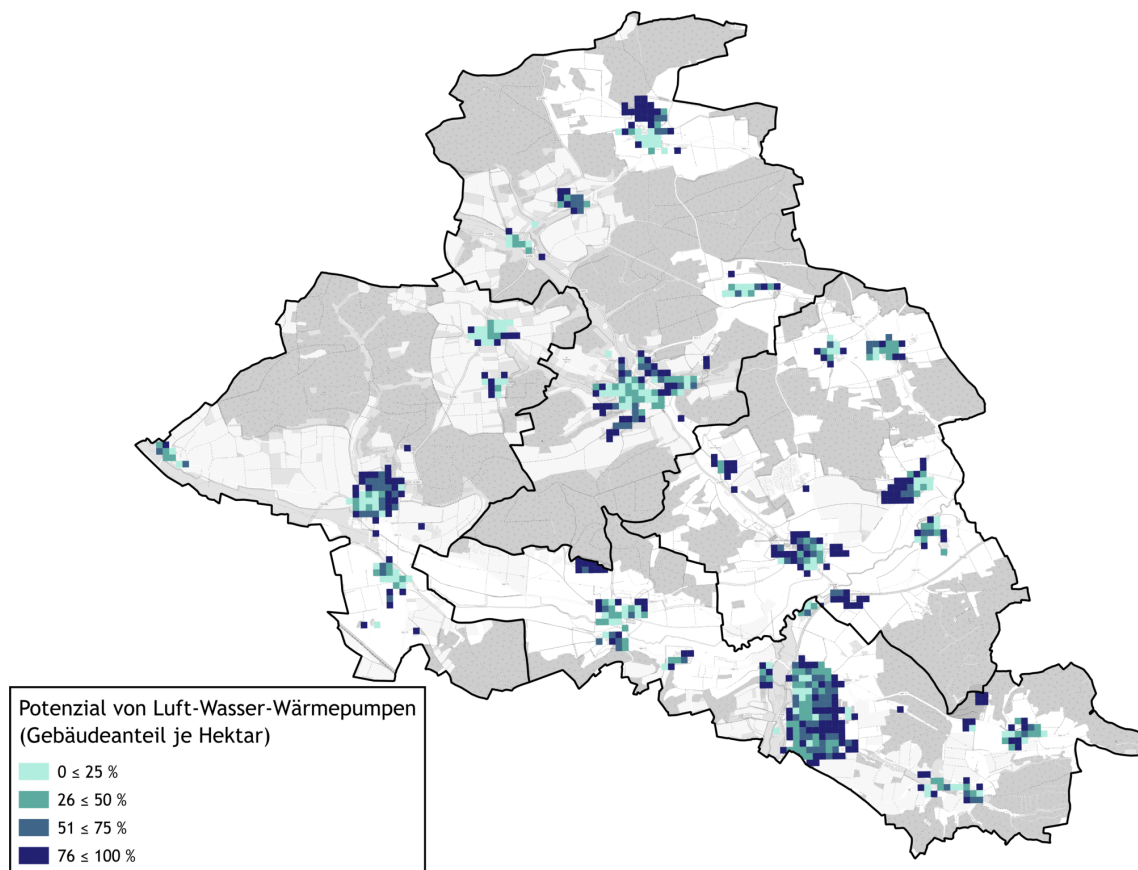 Potenzial von Luft-Wasser-Wärmepumpen
(Gebäudeanteil je Hektar)
0 ≤ 25 %
26 ≤ 50 %
51 ≤ 75 %
76 ≤ 100 %